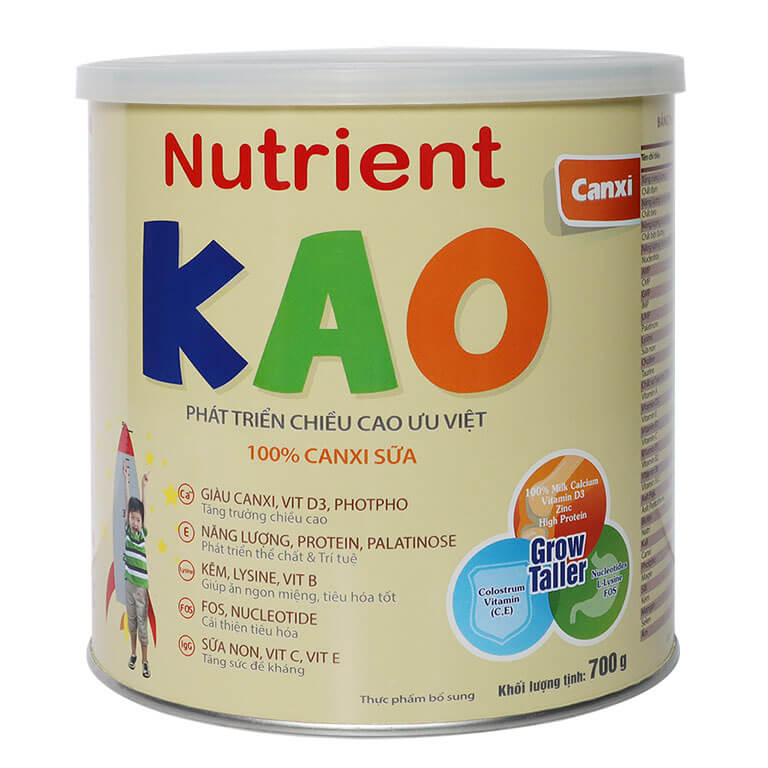 Nutrient
Canxi
KAO
PHÁT TRIỂN CHIỀU CAO ƯU VIỆT
100% CANXI SỮA
GIÀU CANXI, VIT D3, PHOTPHO
Tăng trưởng chiều cao
E
NĂNG LƯỢNG, PROTEIN, PALATINOSE
Phát triển thể chất & Trí tuệ
Lysine
KẼM, LYSINE, VIT B
Giúp ăn ngon miệng, tiêu hóa tốt
FOS
FOS, NUCLEOTIDE
Cải thiện tiêu hóa
IgG
SỮA NON, VIT C, VIT E
Tăng sức đề kháng
100% Milk Calcium
Vitamin D3
Zinc
High Protein
Grow
Taller
Colostrum
Vitamin
(C,E)
Nucleotides
L-Lysine
FOS
Thực phẩm bổ sung
Khối lượng tịnh: 700 g